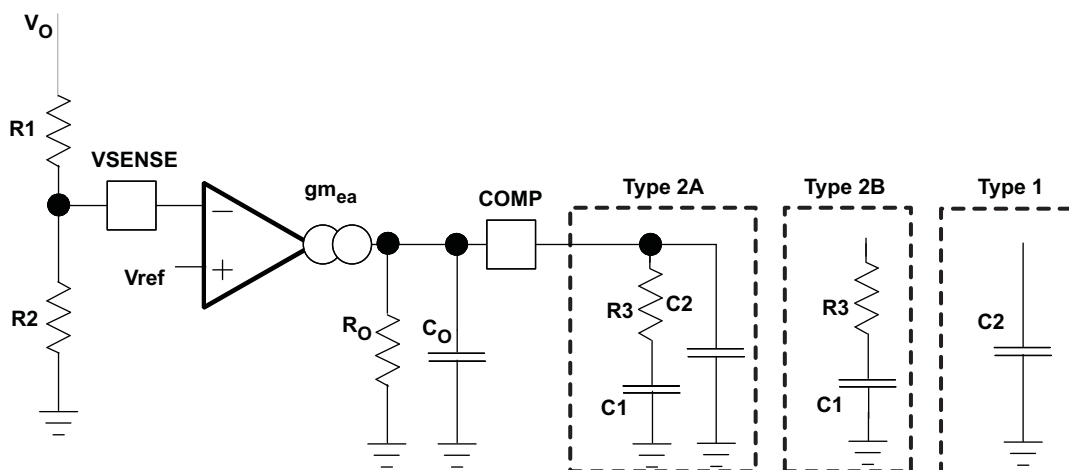 VO
R1
VSENSE
gmea
COMP
Type 2A
Type 2B
Type 1
Vref
R2
RO
CO
R3
C2
C1
R3
C1
C2